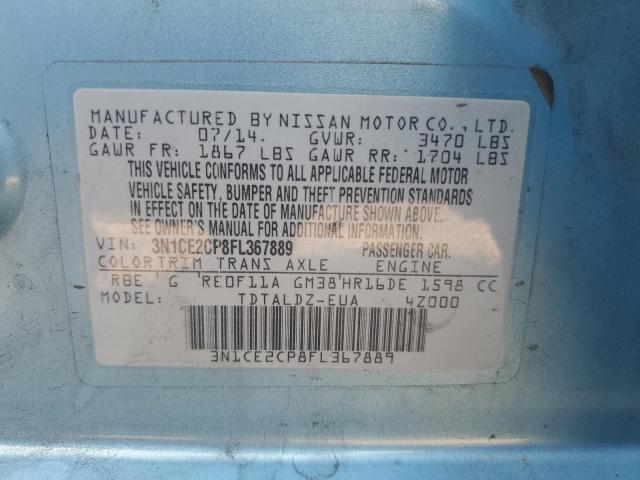 MANUFACTURED BY NISSAN MOTOR CO., LTD.
DATE: 07/14. GVWR: 3470 LBS
GAWR FR: 1867 LBS GAWR RR: 1704 LBS
THIS VEHICLE CONFORMS TO ALL APPLICABLE FEDERAL MOTOR
VEHICLE SAFETY, BUMPER AND THEFT PREVENTION STANDARDS
IN EFFECT ON THE DATE OF MANUFACTURE SHOWN ABOVE.
SEE OWNER'S MANUAL FOR ADDITIONAL INFORMATION.
VIN: 3N1CE2CP8FL367889 PASSENGER CAR.
COLOR TRIM TRANS AXLE ENGINE
RBE G RE0F11A GM38 HR16DE 1598 CC
MODEL: TDTALDZ-EUA 4Z000
3N1CE2CP8FL367889